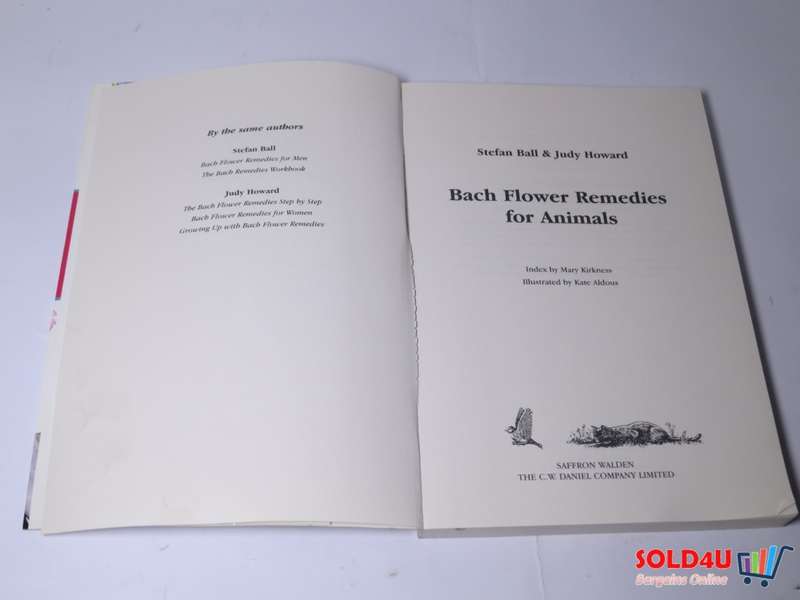 By the same authors
Stefan Ball
Bach Flower Remedies for Men
The Bach Remedies Workbook
Judy Howard
The Bach Flower Remedies Step by Step
Bach Flower Remedies for Women
Growing Up with Bach Flower Remedies
Stefan Ball & Judy Howard
Bach Flower Remedies
for Animals
Index by Mary Kirkness
Illustrated by Kate Aldous
SAFFRON WALDEN
THE C.W. DANIEL COMPANY LIMITED
SOLD4U
Bargains Online